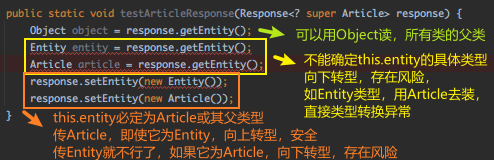 public static void testArticleResponse(Response<? super Article> response) {
Object object = response.getEntity();
可以用Object读，所有类的父类
Entity entity = response.getEntity();
Article article = response.getEntity();
不能确定this.entity的具体类型
向下转型，存在风险，
如Entity类型，用Article去装，
直接类型转换异常
response.setEntity(new Entity());
response.setEntity(new Article());
}
this.entity必定为Article或其父类型
传Article，即使它为Entity，向上转型，安全
传Entity就不行了，如果它为Article，向下转型，存在风险